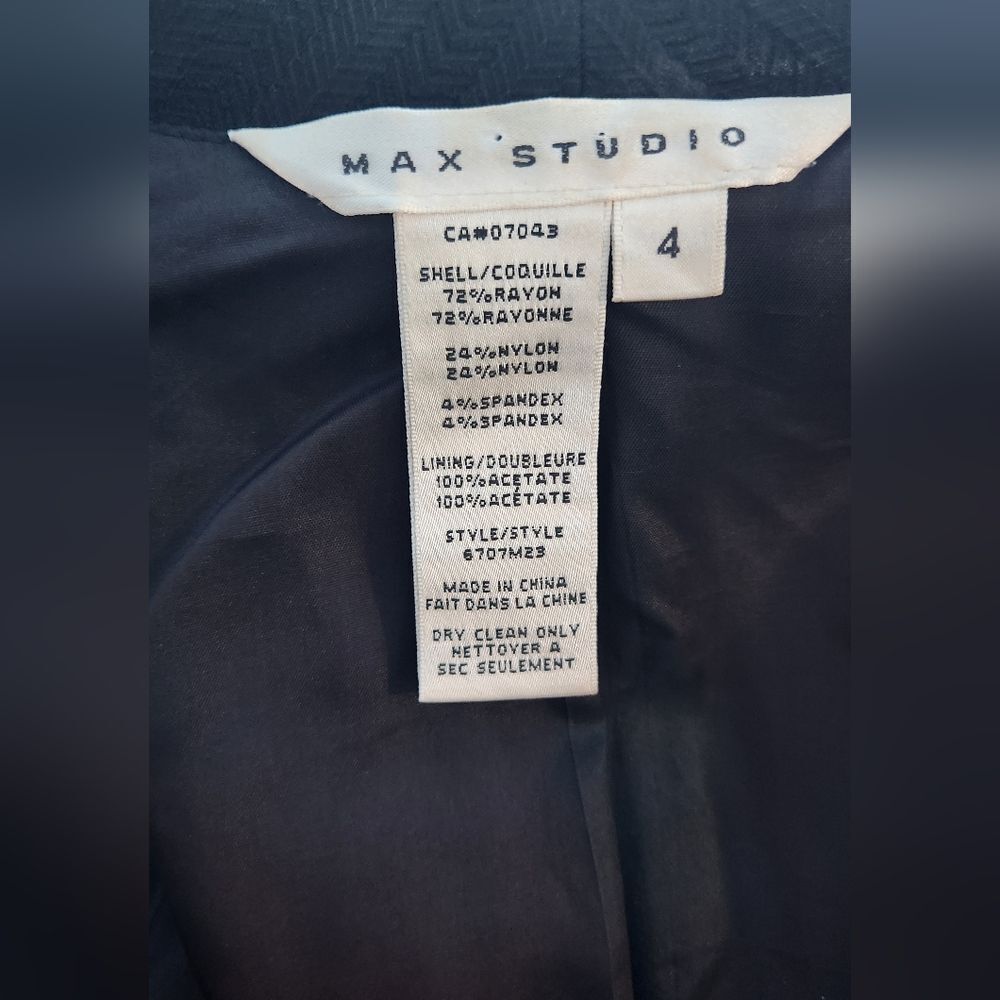 MAX STUDIO
CA#07043
4
SHELL/COQUILLE
72%RAYON
72%RAYONNE
24%NYLON
24%NYLON
4%SPANDEX
4%SPANDEX
LINING/DOUBLEURE
100%ACETATE
100%ACÉTATE
STYLE/STYLE
6707M23
MADE IN CHINA
FAIT DANS LA CHINE
DRY CLEAN ONLY
NETTOYER A
SEC SEULEMENT